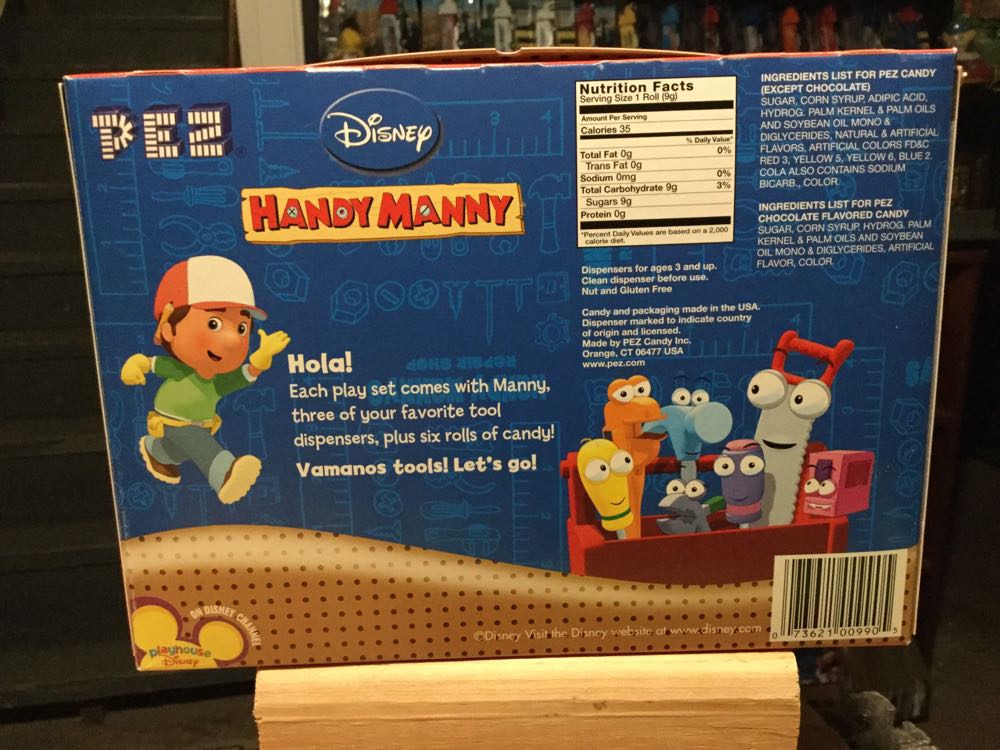 PEZ
Disney
HANDY MANNY
Hola!
Each play set comes with Manny,
three of your favorite tool
dispensers, plus six rolls of candy!
Vamanos tools! Let's go!
Nutrition Facts
Serving Size 1 Roll (9g)
Amount Per Serving
Calories 35
% Daily Value*
Total Fat 0g 0%
Trans Fat 0g
Sodium 0mg 0%
Total Carbohydrate 9g 3%
Sugars 9g
Protein 0g
*Percent Daily Values are based on a 2,000
calorie diet.
Dispensers for ages 3 and up.
Clean dispenser before use.
Nut and Gluten Free
Candy and packaging made in the USA.
Dispenser marked to indicate country
of origin and licensed.
Made by PEZ Candy Inc.
Orange, CT 06477 USA
www.pez.com
INGREDIENTS LIST FOR PEZ CANDY
(EXCEPT CHOCOLATE)
SUGAR, CORN SYRUP, ADIPIC ACID,
HYDROG. PALM KERNEL & PALM OILS
AND SOYBEAN OIL MONO &
DIGLYCERIDES, NATURAL & ARTIFICIAL
FLAVORS, ARTIFICIAL COLORS FD&C
RED 3, YELLOW 5, YELLOW 6, BLUE 2.
COLA ALSO CONTAINS SODIUM
BICARB., COLOR.
INGREDIENTS LIST FOR PEZ
CHOCOLATE FLAVORED CANDY
SUGAR, CORN SYRUP, HYDROG. PALM
KERNEL & PALM OILS AND SOYBEAN
OIL MONO & DIGLYCERIDES, ARTIFICIAL
FLAVOR, COLOR.
ON DISNEY CHANNEL
playhouse
Disney
©Disney Visit the Disney website at www.disney.com
0 73621 00990 5